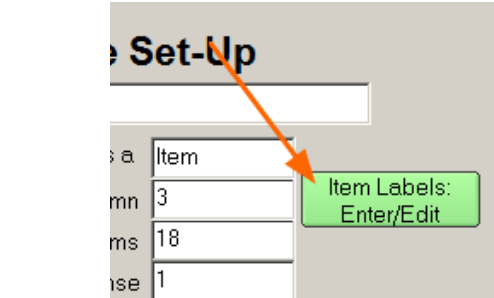 e Set-Up
s a Item
mn 3
ms 18
nse 1
Item Labels:
Enter/Edit